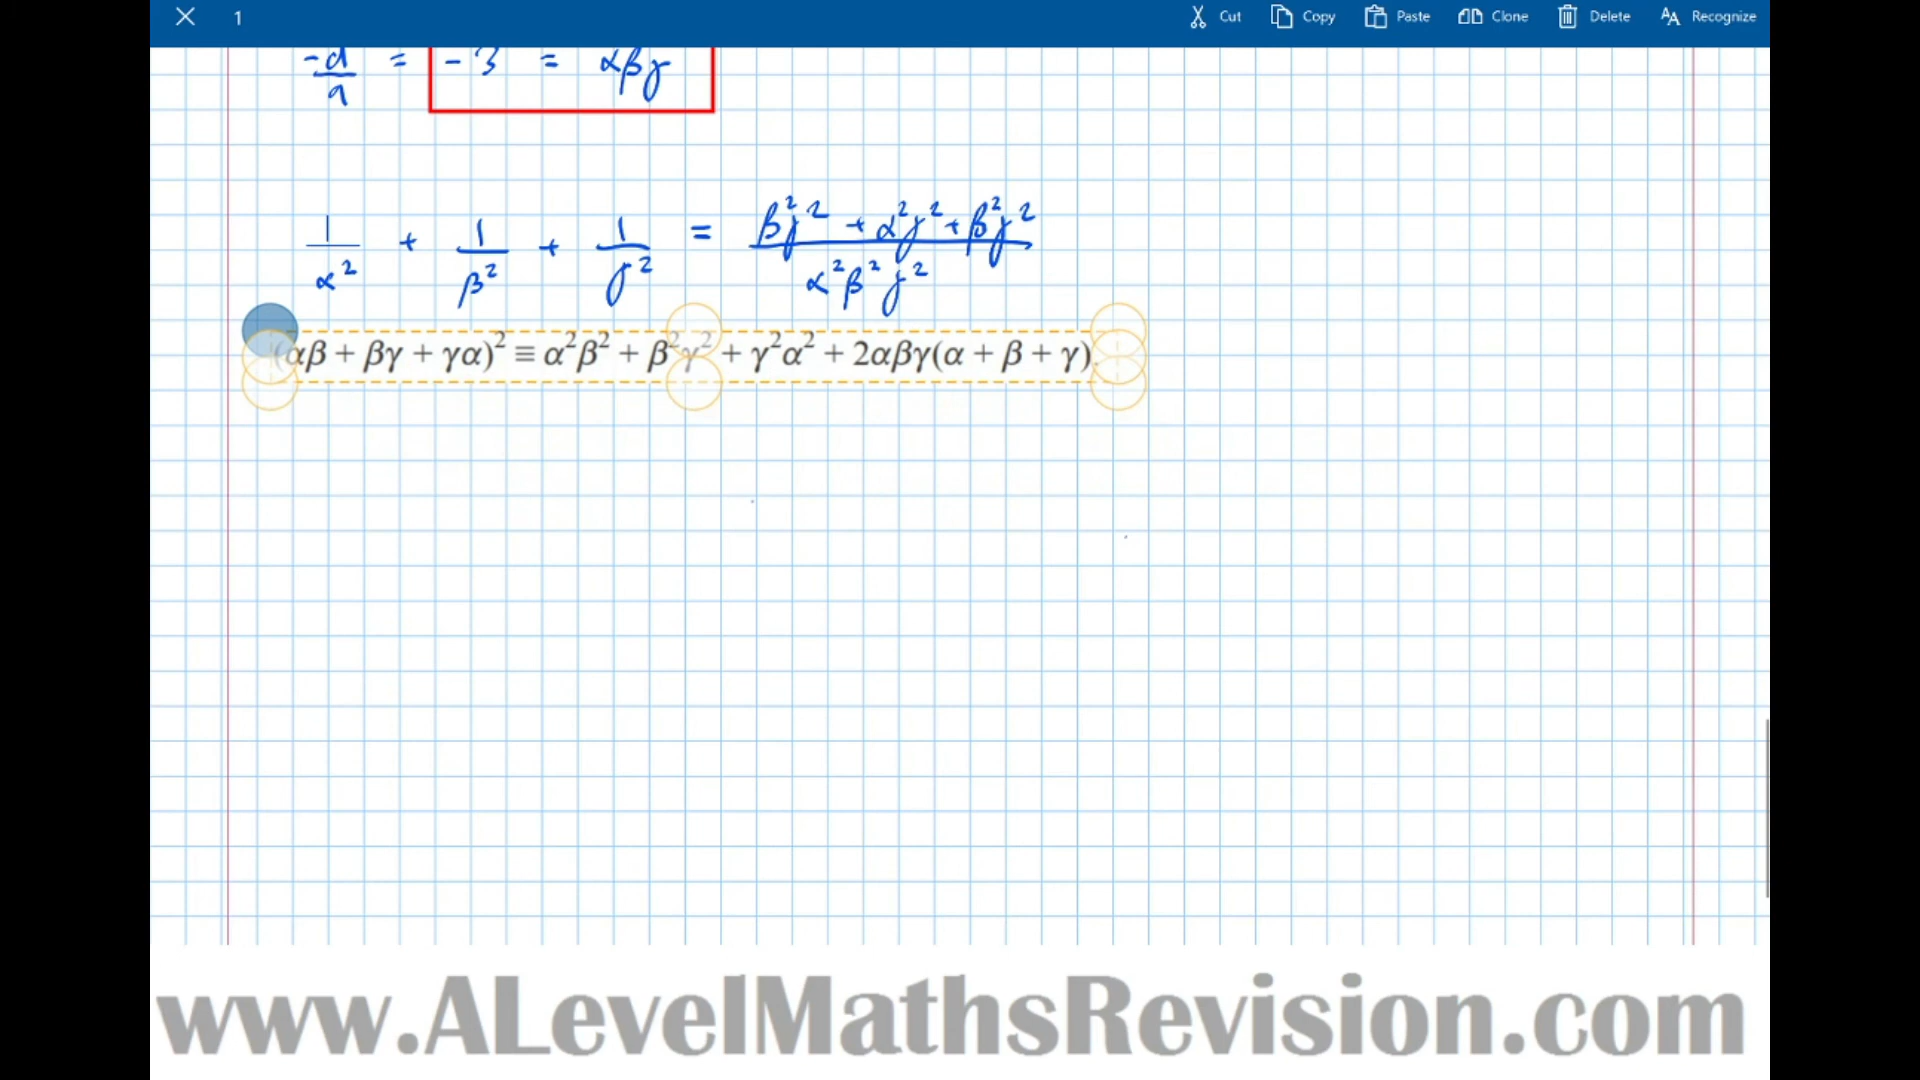 1 Cut Copy Paste Clone Delete Recognize
-d/a = -3 = αβγ
1/α² + 1/β² + 1/γ² = (β²γ² + α²γ² + β²γ²)/(α²β²γ²)
(αβ + βγ + γα)² ≡ α²β² + β²γ² + γ²α² + 2αβγ(α + β + γ).
www.ALevelMathsRevision.com